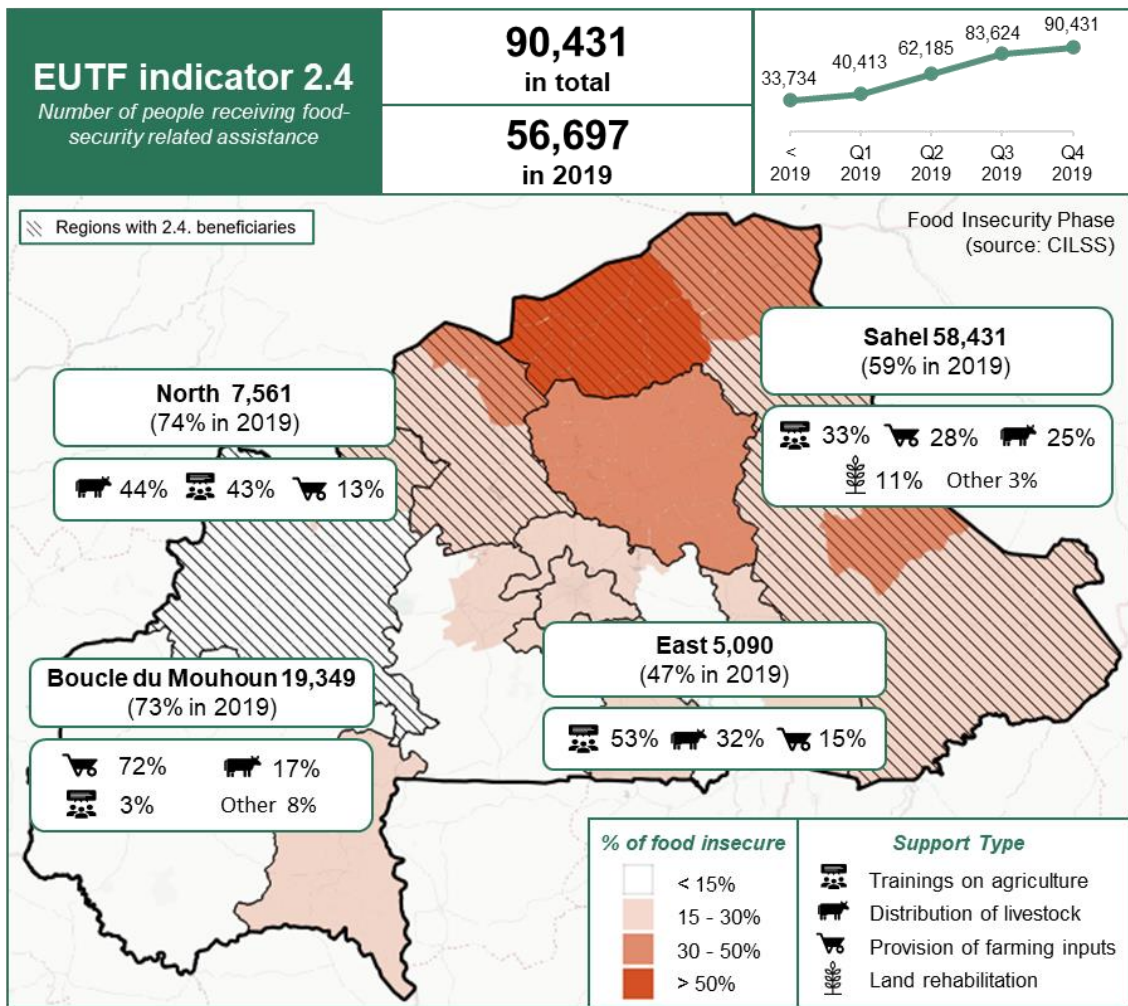 EUTF indicator 2.4
Number of people receiving food-
security related assistance
90,431
in total
56,697
in 2019
33,734
40,413
62,185
83,624
90,431
<
2019
Q1
2019
Q2
2019
Q3
2019
Q4
2019
Regions with 2.4. beneficiaries
Food Insecurity Phase
(source: CILSS)
North 7,561
(74% in 2019)
44% 43% 13%
Sahel 58,431
(59% in 2019)
33% 28% 25%
11% Other 3%
Boucle du Mouhoun 19,349
(73% in 2019)
72% 17%
3% Other 8%
East 5,090
(47% in 2019)
53% 32% 15%
% of food insecure
< 15%
15 - 30%
30 - 50%
> 50%
Support Type
Trainings on agriculture
Distribution of livestock
Provision of farming inputs
Land rehabilitation